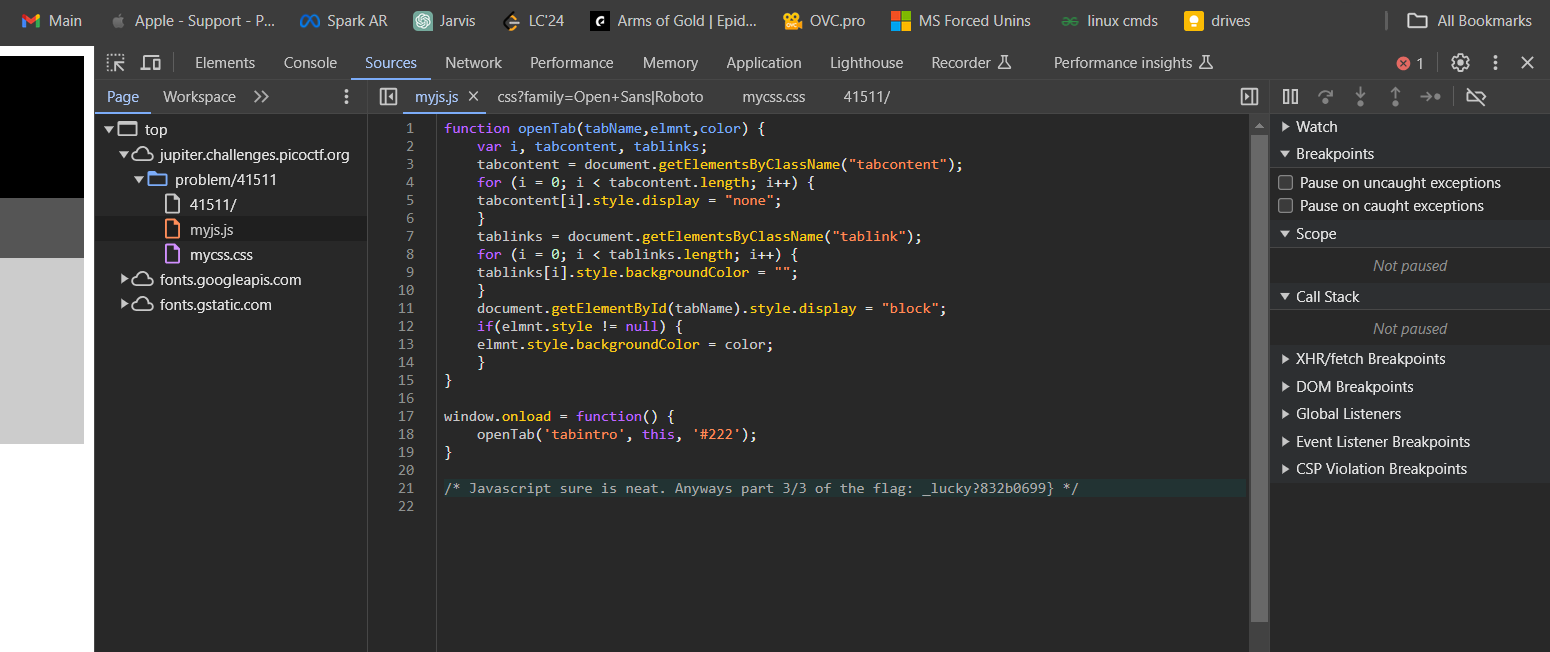 Main Apple - Support - P... Spark AR Jarvis LC'24 Arms of Gold | Epid... OVC.pro MS Forced Unins linux cmds drives All Bookmarks
Elements Console Sources Network Performance Memory Application Lighthouse Recorder Performance insights 1
Page Workspace
myjs.js css?family=Open+Sans|Roboto mycss.css 41511/
top
jupiter.challenges.picoctf.org
problem/41511
41511/
myjs.js
mycss.css
fonts.googleapis.com
fonts.gstatic.com
1 function openTab(tabName,elmnt,color) {
2 var i, tabcontent, tablinks;
3 tabcontent = document.getElementsByClassName("tabcontent");
4 for (i = 0; i < tabcontent.length; i++) {
5 tabcontent[i].style.display = "none";
6 }
7 tablinks = document.getElementsByClassName("tablink");
8 for (i = 0; i < tablinks.length; i++) {
9 tablinks[i].style.backgroundColor = "";
10 }
11 document.getElementById(tabName).style.display = "block";
12 if(elmnt.style != null) {
13 elmnt.style.backgroundColor = color;
14 }
15 }
16
17 window.onload = function() {
18 openTab('tabintro', this, '#222');
19 }
20
21 /* Javascript sure is neat. Anyways part 3/3 of the flag: _lucky?832b0699} */
22
Watch
Breakpoints
Pause on uncaught exceptions
Pause on caught exceptions
Scope
Not paused
Call Stack
Not paused
XHR/fetch Breakpoints
DOM Breakpoints
Global Listeners
Event Listener Breakpoints
CSP Violation Breakpoints